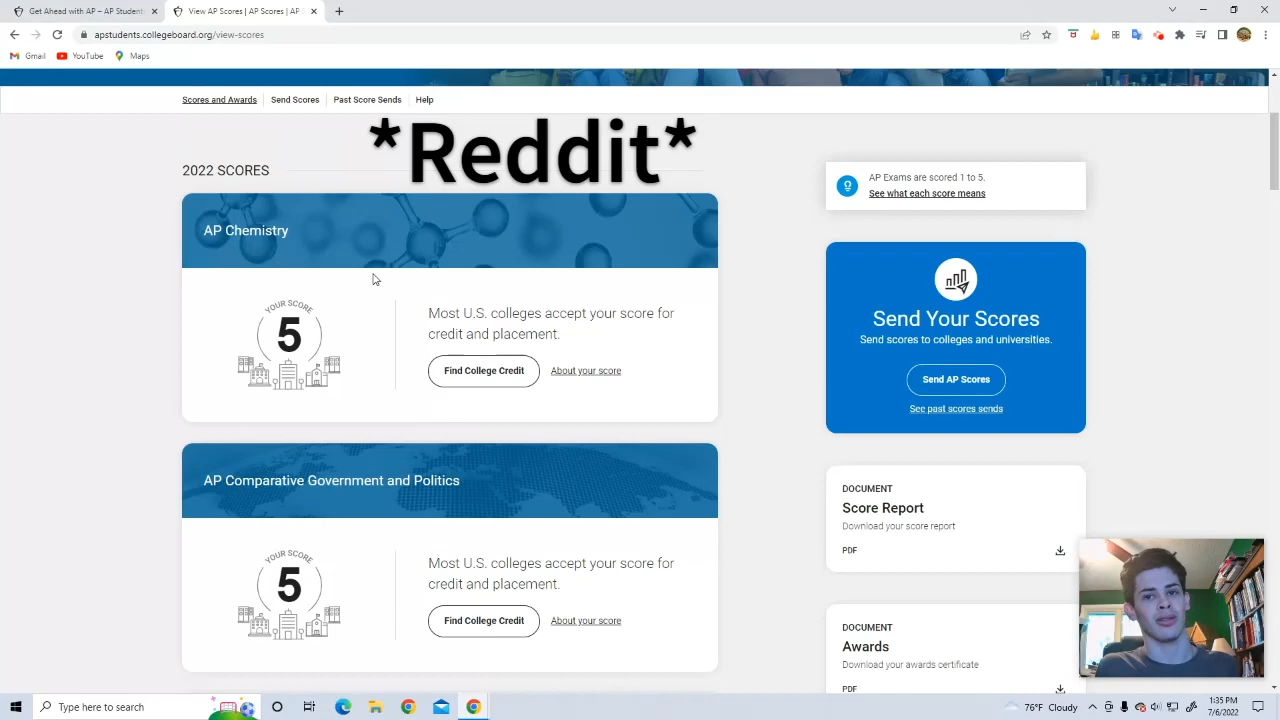 Get Ahead with AP – AP Students
View AP Scores | AP Scores | AP S
apstudents.collegeboard.org/view-scores
Gmail
YouTube
Maps
Scores and Awards
Send Scores
Past Score Sends
Help
*Reddit*
2022 SCORES
AP Chemistry
YOUR SCORE
5
Most U.S. colleges accept your score for
credit and placement.
Find College Credit
About your score
AP Comparative Government and Politics
YOUR SCORE
5
Most U.S. colleges accept your score for
credit and placement.
Find College Credit
About your score
AP Exams are scored 1 to 5.
See what each score means
Send Your Scores
Send scores to colleges and universities.
Send AP Scores
See past scores sends
DOCUMENT
Score Report
Download your score report
PDF
DOCUMENT
Awards
Download your awards certificate
PDF
Type here to search
76°F Cloudy
1:35 PM
7/6/2022